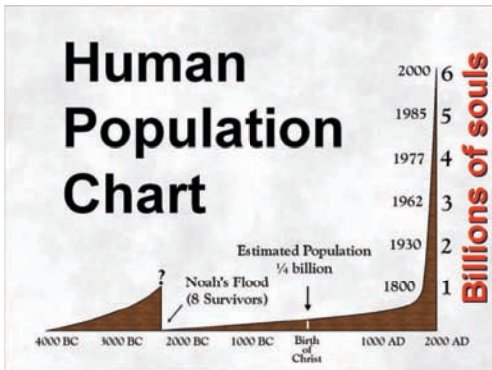 Human
Population
Chart
Billions of souls
2000 6
1985 5
1977 4
1962 3
1930 2
1800 1
Estimated Population
¼ billion
?
Noah's Flood
(8 Survivors)
4000 BC 3000 BC 2000 BC 1000 BC Birth 1000 AD 2000 AD
of
Christ